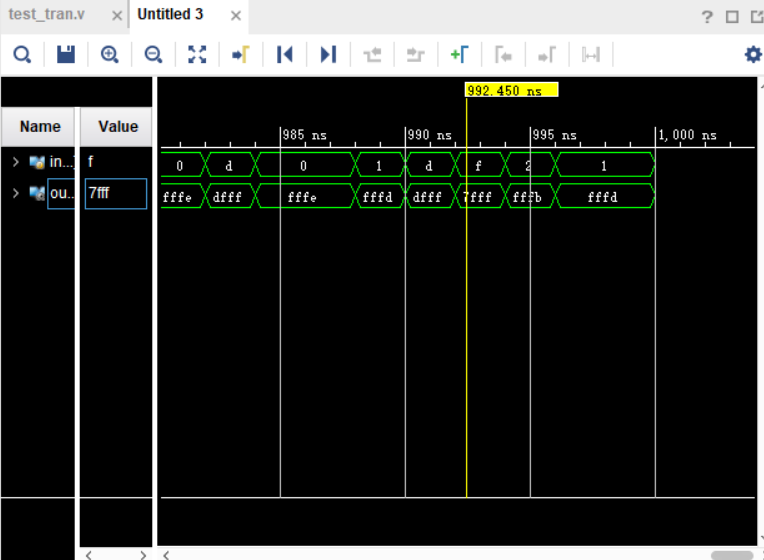 test_tran.v × Untitled 3 ×
?
992.450 ns
Name Value
985 ns 990 ns 995 ns 1,000 ns
in...] f 0 d 0 1 d f 2 1
ou... 7fff fffe dfff fffe fffd dfff 7fff fffb fffd